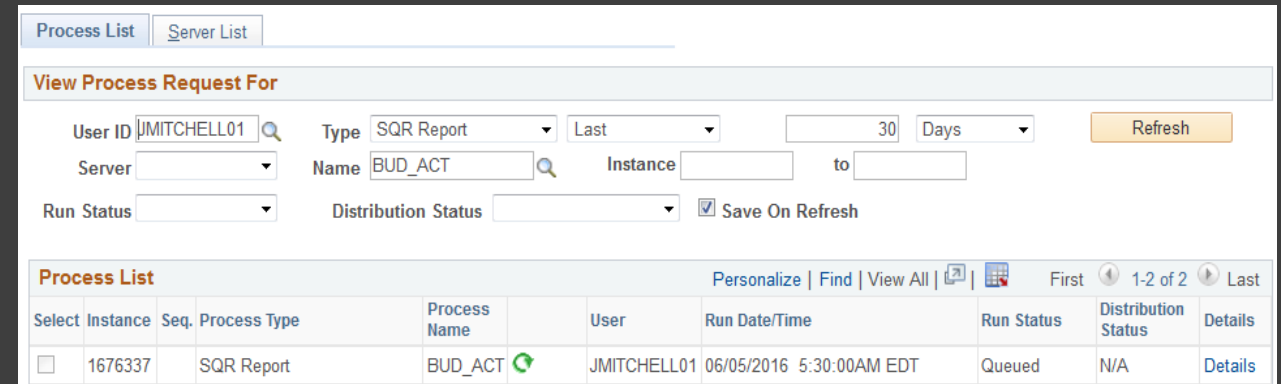 Process List Server List
View Process Request For
User ID JMITCHELL01 Type SQR Report Last 30 Days Refresh
Server Name BUD_ACT Instance to
Run Status Distribution Status Save On Refresh
Process List Personalize | Find | View All | | First 1-2 of 2 Last
Select Instance Seq. Process Type Process Name User Run Date/Time Run Status Distribution Status Details
1676337 SQR Report BUD_ACT JMITCHELL01 06/05/2016 5:30:00AM EDT Queued N/A Details